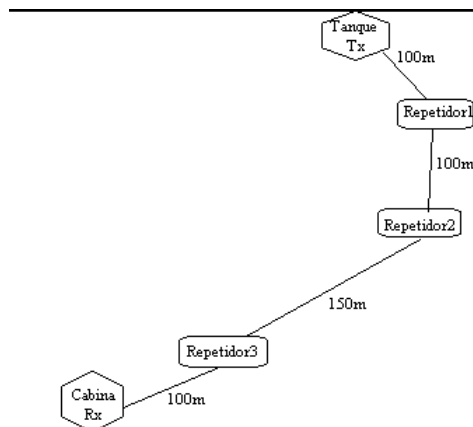 Tanque
Tx
100m
Repetidor1
100m
Repetidor2
150m
Repetidor3
100m
Cabina
Rx